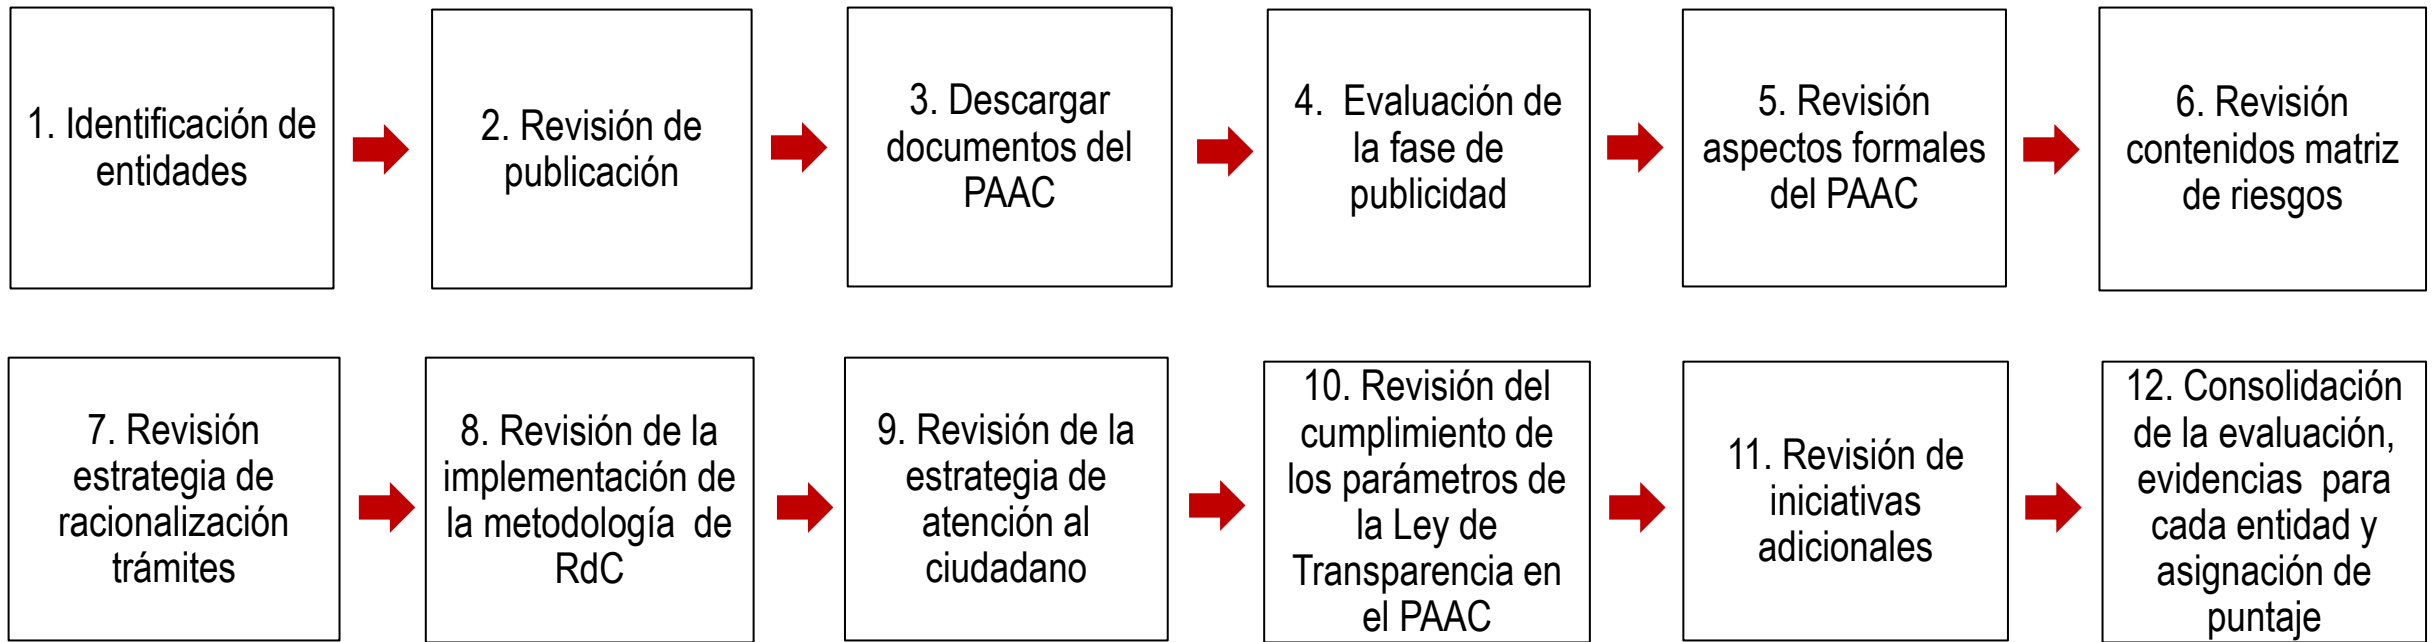 1. Identificación de
entidades
2. Revisión de
publicación
3. Descargar
documentos del
PAAC
4. Evaluación de
la fase de
publicidad
5. Revisión
aspectos formales
del PAAC
6. Revisión
contenidos matriz
de riesgos
7. Revisión
estrategia de
racionalización
trámites
8. Revisión de la
implementación de
la metodología de
RdC
9. Revisión de la
estrategia de
atención al
ciudadano
10. Revisión del
cumplimiento de
los parámetros de
la Ley de
Transparencia en
el PAAC
11. Revisión de
iniciativas
adicionales
12. Consolidación
de la evaluación,
evidencias para
cada entidad y
asignación de
puntaje